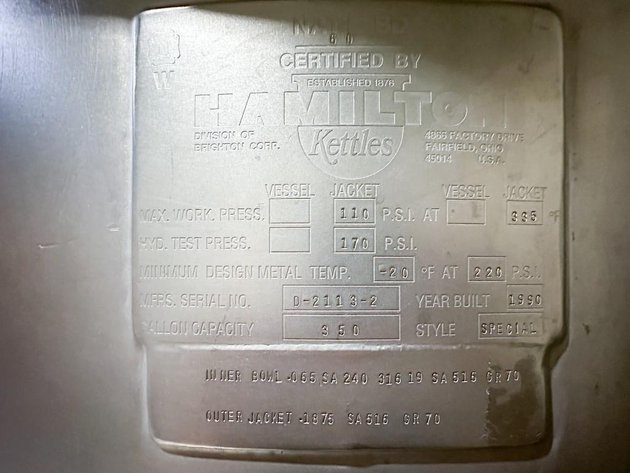 W
CERTIFIED BY
ESTABLISHED 1876
HAMILTON
Kettles
DIVISION OF
BRIGHTON CORP.
4866 FACTORY DRIVE
FAIRFIELD, OHIO
45014 U.S.A.
VESSEL JACKET VESSEL JACKET
MAX. WORK. PRESS. 110 P.S.I. AT 335 °F
HYD. TEST PRESS. 170 P.S.I.
MINIMUM DESIGN METAL TEMP. -20 °F AT 220 P.S.I.
MFRS. SERIAL NO. D-2113-2 YEAR BUILT 1990
GALLON CAPACITY 350 STYLE SPECIAL
INNER BOWL .065 SA 240 316 19 SA 516 GR 70
OUTER JACKET .1875 SA 516 GR 70